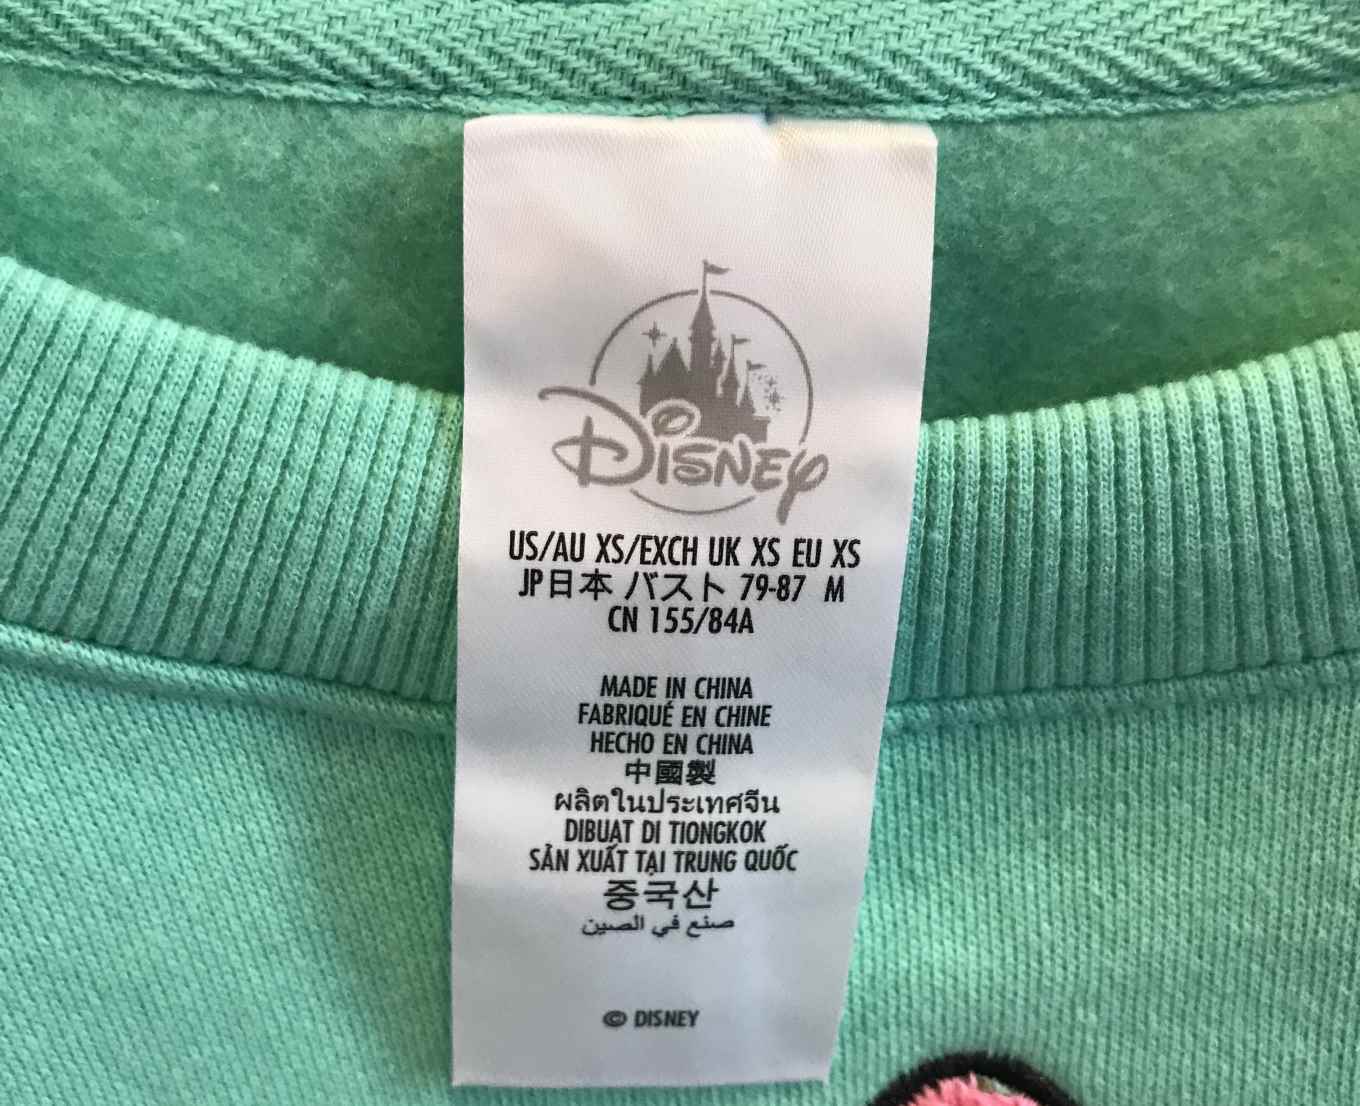 Disney
US/AU XS/EXCH UK XS EU XS
JP日本 バスト 79-87 M
CN 155/84A
MADE IN CHINA
FABRIQUÉ EN CHINE
HECHO EN CHINA
中國製
ผลิตในประเทศจีน
DIBUAT DI TIONGKOK
SẢN XUẤT TẠI TRUNG QUỐC
중국산
صنع في الصين
© DISNEY